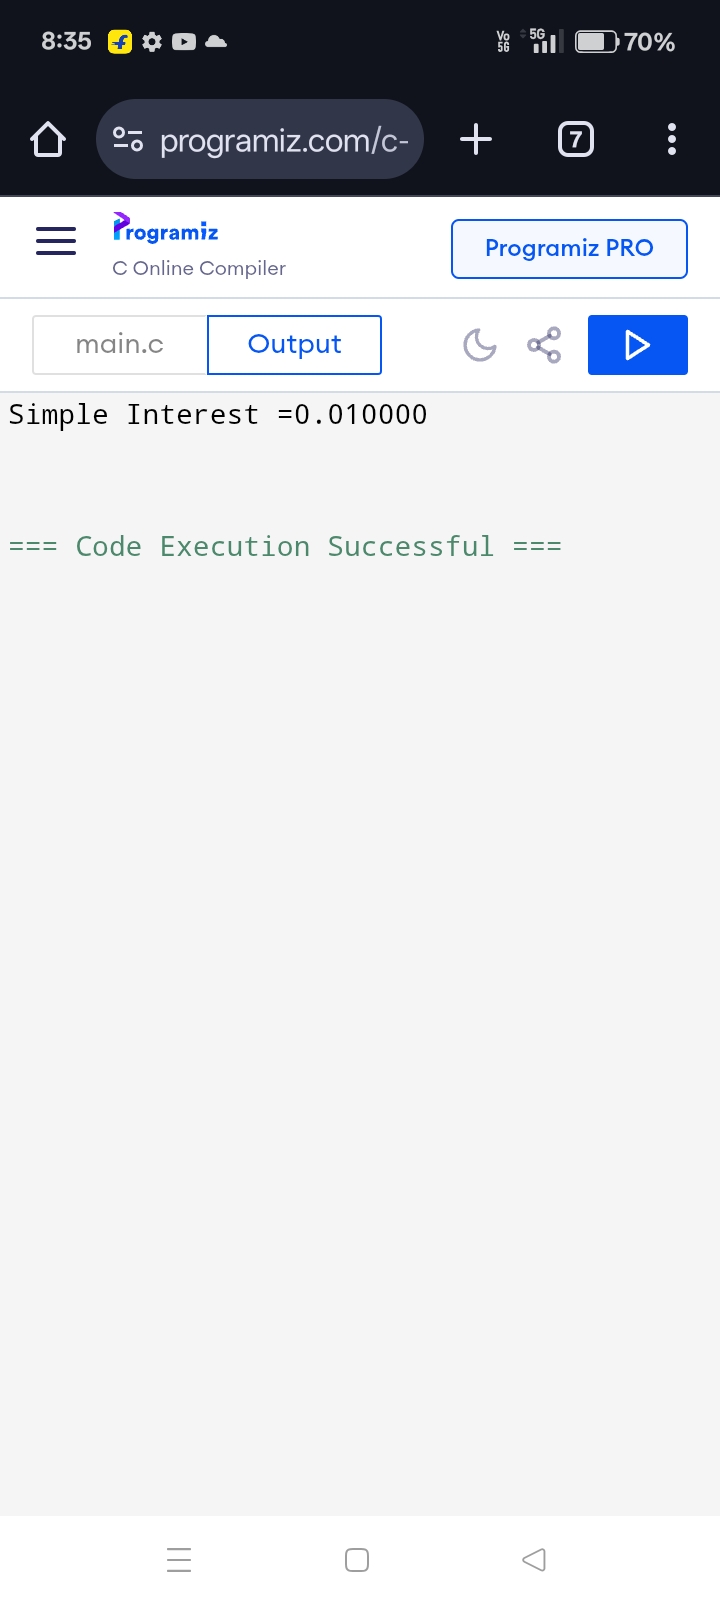 8:35
Vo 5G 5G 70%
programiz.com/c-
7
Programiz
C Online Compiler
Programiz PRO
main.c
Output
Simple Interest =0.010000
=== Code Execution Successful ===